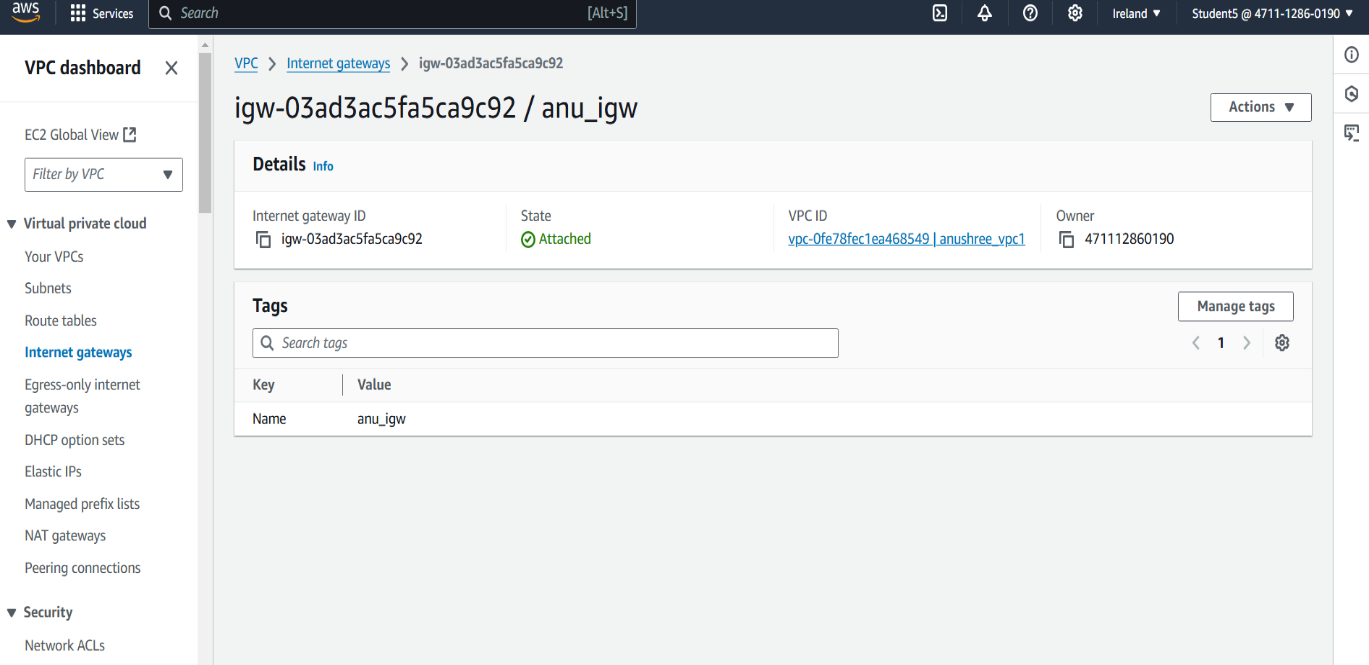 aws
Services
Search
[Alt+S]
Ireland
Student5 @ 4711-1286-0190
VPC dashboard
EC2 Global View
Filter by VPC
Virtual private cloud
Your VPCs
Subnets
Route tables
Internet gateways
Egress-only internet
gateways
DHCP option sets
Elastic IPs
Managed prefix lists
NAT gateways
Peering connections
Security
Network ACLs
VPC > Internet gateways > igw-03ad3ac5fa5ca9c92
igw-03ad3ac5fa5ca9c92 / anu_igw
Actions
Details Info
Internet gateway ID
igw-03ad3ac5fa5ca9c92
State
Attached
VPC ID
vpc-0fe78fec1ea468549 | anushree_vpc1
Owner
471112860190
Tags
Manage tags
Search tags
1
Key Value
Name anu_igw